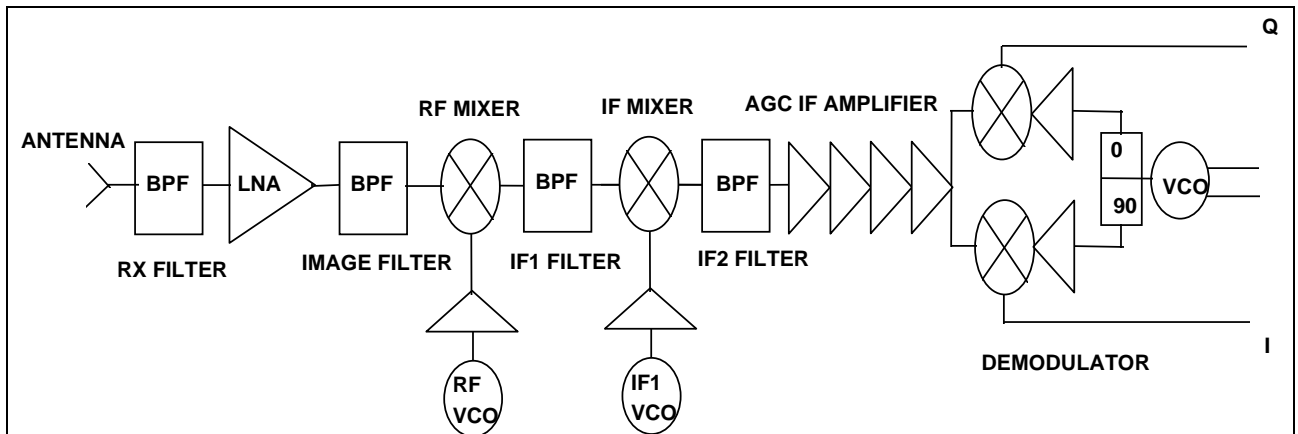 Q
RF MIXER
IF MIXER
AGC IF AMPLIFIER
ANTENNA
BPF
LNA
BPF
BPF
BPF
0
90
VCO
RX FILTER
IMAGE FILTER
IF1 FILTER
IF2 FILTER
I
DEMODULATOR
RF
VCO
IF1
VCO